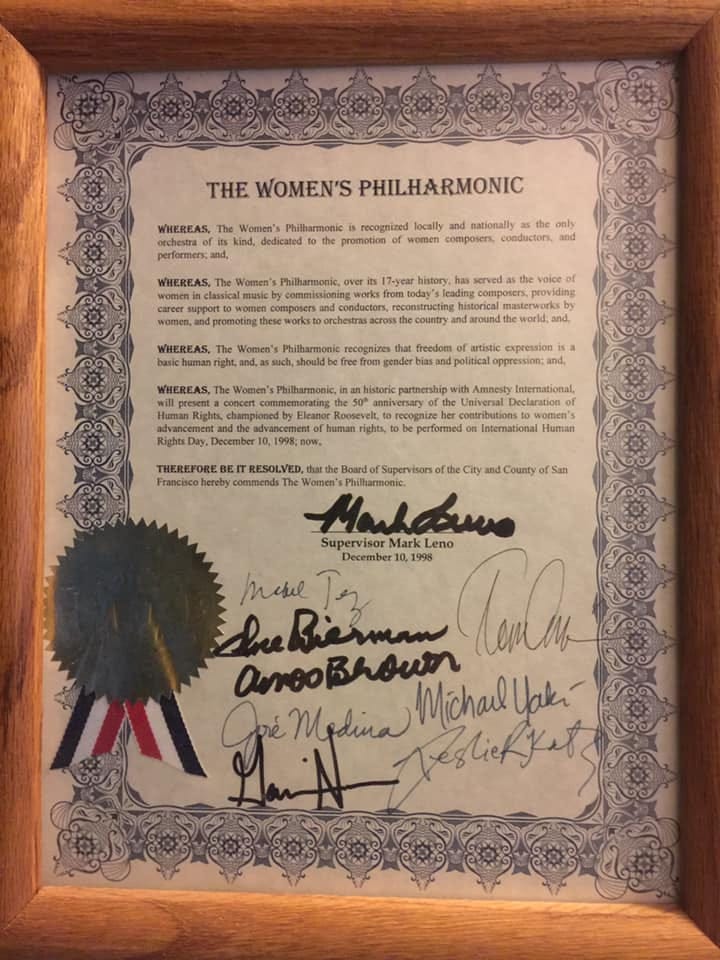 THE WOMEN'S PHILHARMONIC
WHEREAS, The Women's Philharmonic is recognized locally and nationally as the only
orchestra of its kind, dedicated to the promotion of women composers, conductors, and
performers; and,
WHEREAS, The Women's Philharmonic, over its 17-year history, has served as the voice of
women in classical music by commissioning works from today's leading composers, providing
career support to women composers and conductors, reconstructing historical masterworks by
women, and promoting these works to orchestras across the country and around the world; and,
WHEREAS, The Women's Philharmonic recognizes that freedom of artistic expression is a
basic human right, and, as such, should be free from gender bias and political oppression; and,
WHEREAS, The Women's Philharmonic, in an historic partnership with Amnesty International,
will present a concert commemorating the 50th anniversary of the Universal Declaration of
Human Rights, championed by Eleanor Roosevelt, to recognize her contributions to women's
advancement and the advancement of human rights, to be performed on International Human
Rights Day, December 10, 1998; now,
THEREFORE BE IT RESOLVED, that the Board of Supervisors of the City and County of San
Francisco hereby commends The Women's Philharmonic.
Mark Leno
Supervisor Mark Leno
December 10, 1998
Sue Bierman
Amos Brown
Michael Yaki
José Medina
Leslie R Katz